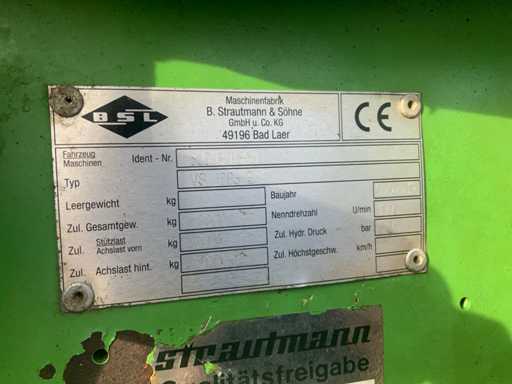 BSL
Maschinenfabrik
B. Strautmann & Söhne
GmbH u. Co. KG
49196 Bad Laer
CE
Fahrzeug Ident - Nr.
Maschinen
Typ
Leergewicht kg Baujahr
Zul. Gesamtgew. kg Nenndrehzahl U/min
Zul. Stützlast kg Zul. Hydr. Druck bar
Achslast vorn
Zul. Achslast hint. kg Zul. Höchstgeschw. km/h
strautmann
Qualitätsfreigabe